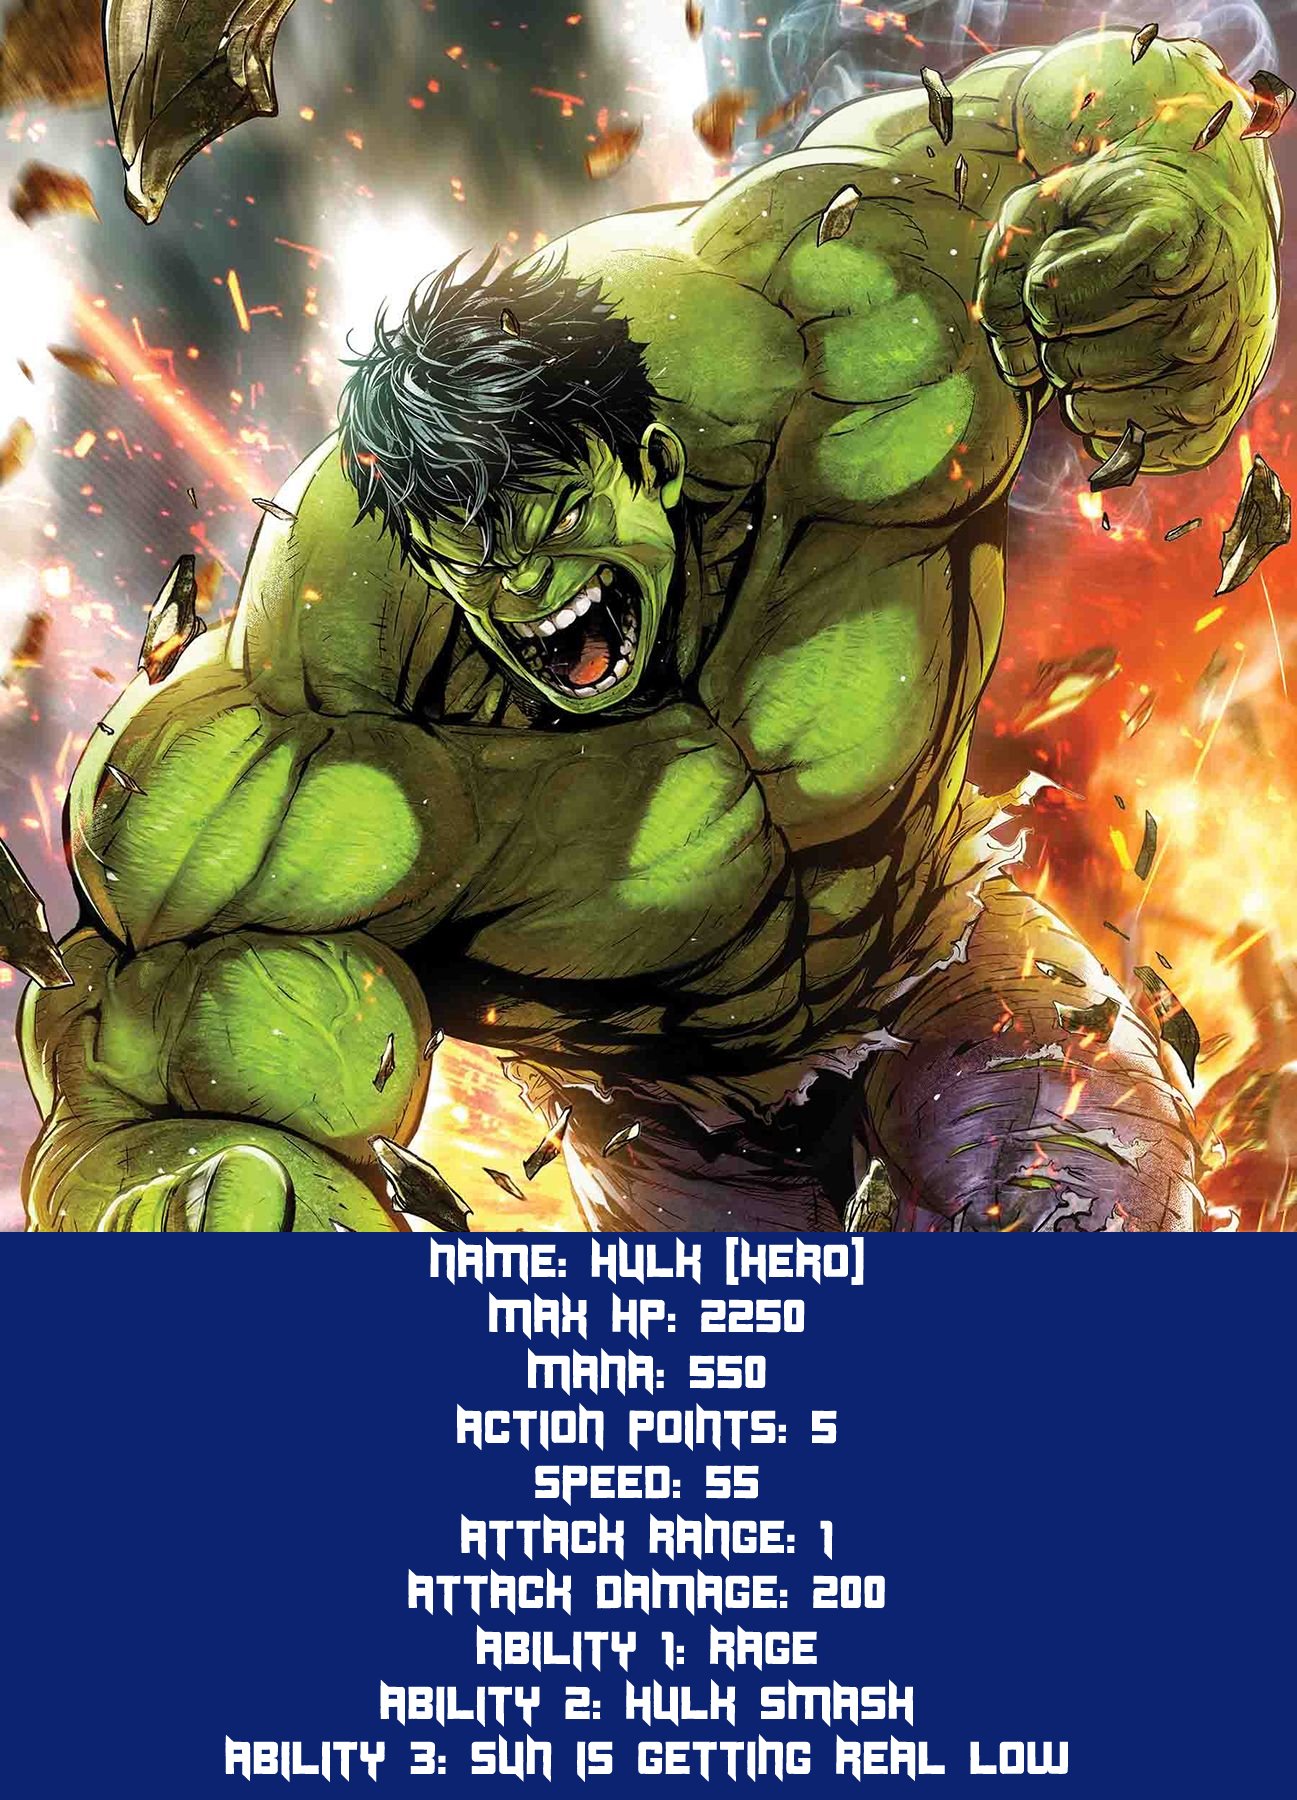 NAME: HULK [HERO]
MAX HP: 2250
MANA: 550
ACTION POINTS: 5
SPEED: 55
ATTACK RANGE: 1
ATTACK DAMAGE: 200
ABILITY 1: RAGE
ABILITY 2: HULK SMASH
ABILITY 3: SUN IS GETTING REAL LOW